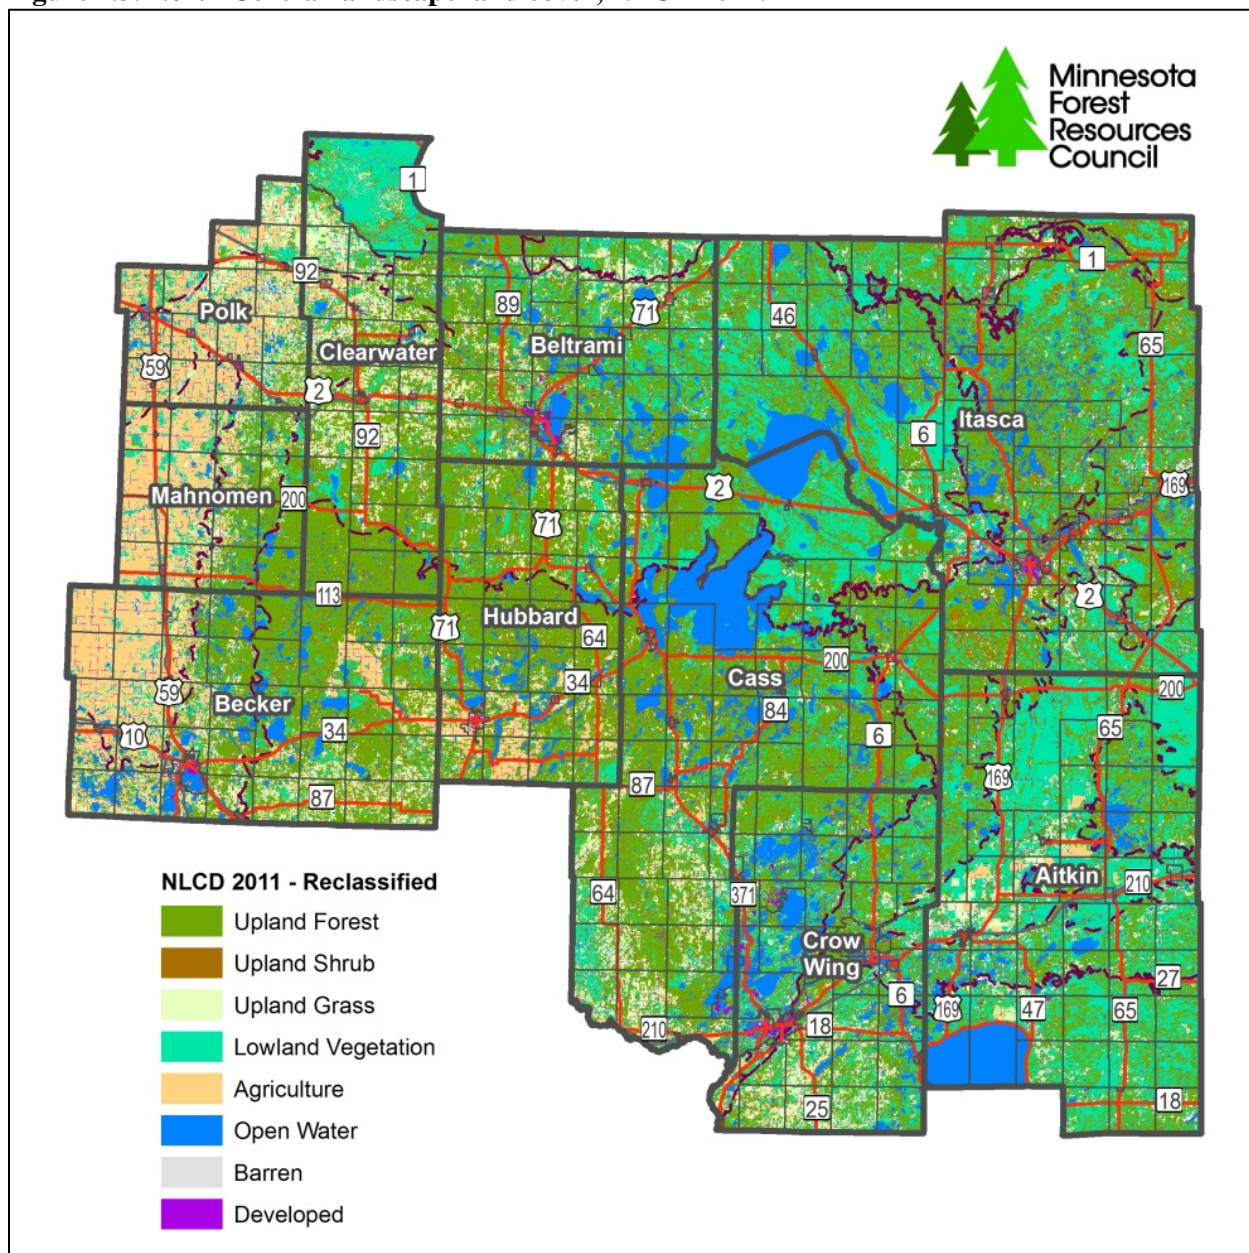 Minnesota
Forest
Resources
Council
1
92
1
Polk
89
71
46
65
Clearwater
Beltrami
59
2
Itasca
92
6
Mahnomen
200
2
169
71
113
2
71
Hubbard
64
200
34
Cass
200
59
Becker
84
65
10
34
6
169
87
87
Aitkin
210
64
371
Crow
Wing
27
6
169
47
65
210
18
25
18
NLCD 2011 - Reclassified
Upland Forest
Upland Shrub
Upland Grass
Lowland Vegetation
Agriculture
Open Water
Barren
Developed